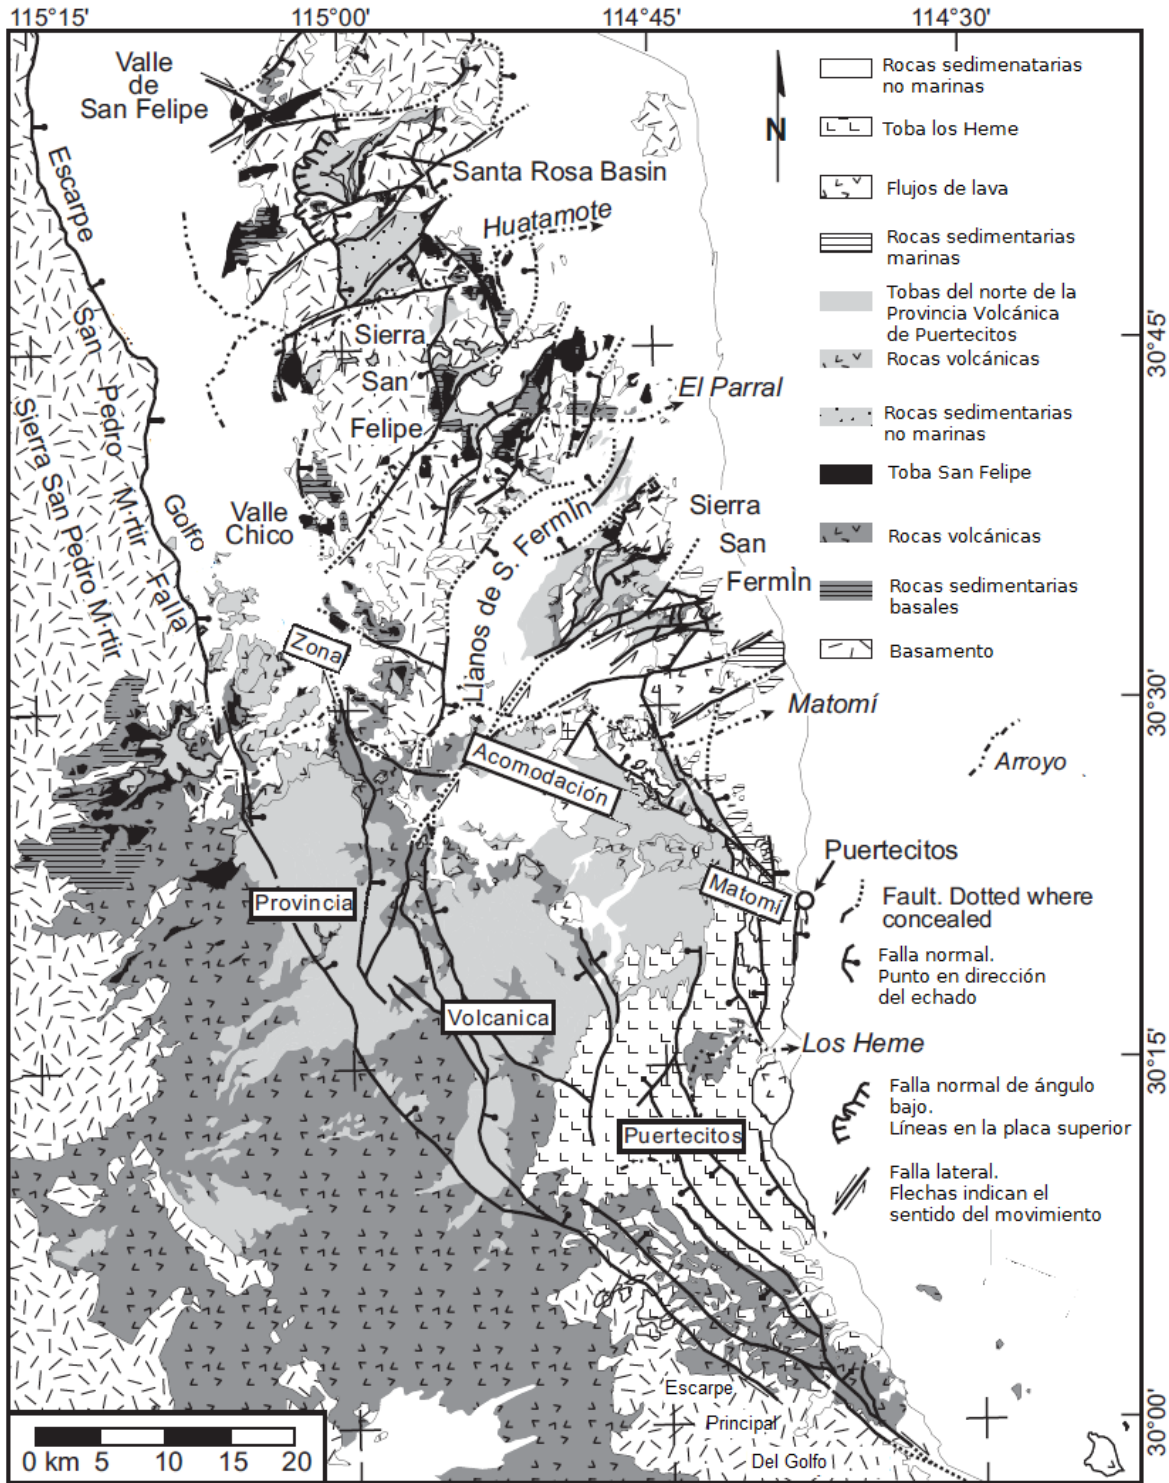 115°15'
115°00'
114°45'
114°30'
Valle
de
San Felipe
Escarpe
San
Pedro
M·rtir
Falla
Golfo
Sierra San Pedro M·rtir
Santa Rosa Basin
Huatamote
Sierra
San
Felipe
El Parral
Valle
Chico
Llanos de S. FermÌn
Sierra
San
FermÌn
Zona
Acomodación
Matomí
Matomí
Arroyo
Puertecitos
Provincia
Volcanica
Puertecitos
Los Heme
Escarpe
Principal
Del Golfo
N
Rocas sedimenatarias
no marinas
Toba los Heme
Flujos de lava
Rocas sedimentarias
marinas
Tobas del norte de la
Provincia Volcánica
de Puertecitos
Rocas volcánicas
Rocas sedimentarias
no marinas
Toba San Felipe
Rocas volcánicas
Rocas sedimentarias
basales
Basamento
Fault. Dotted where
concealed
Falla normal.
Punto en dirección
del echado
Falla normal de ángulo
bajo.
Líneas en la placa superior
Falla lateral.
Flechas indican el
sentido del movimiento
30°45'
30°30'
30°15'
30°00'
0 km 5 10 15 20